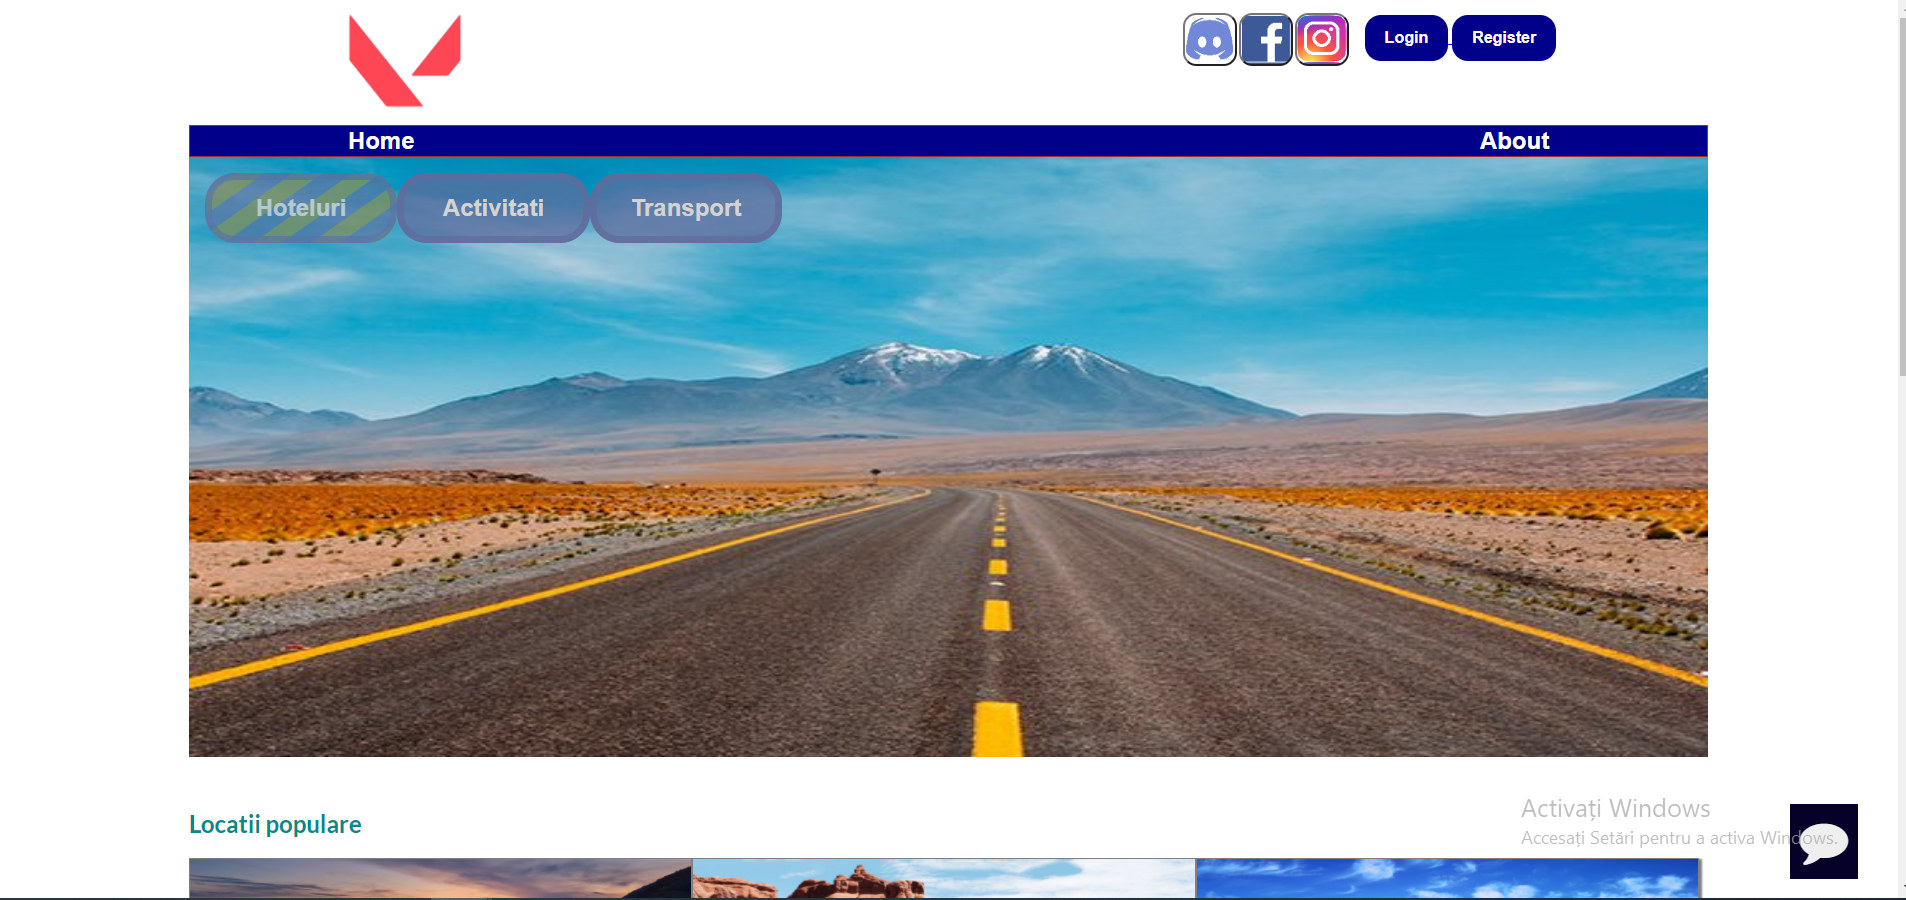 Login Register
Home About
Hoteluri Activitati Transport
Locatii populare
Activați Windows
Accesați Setări pentru a activa Windows.